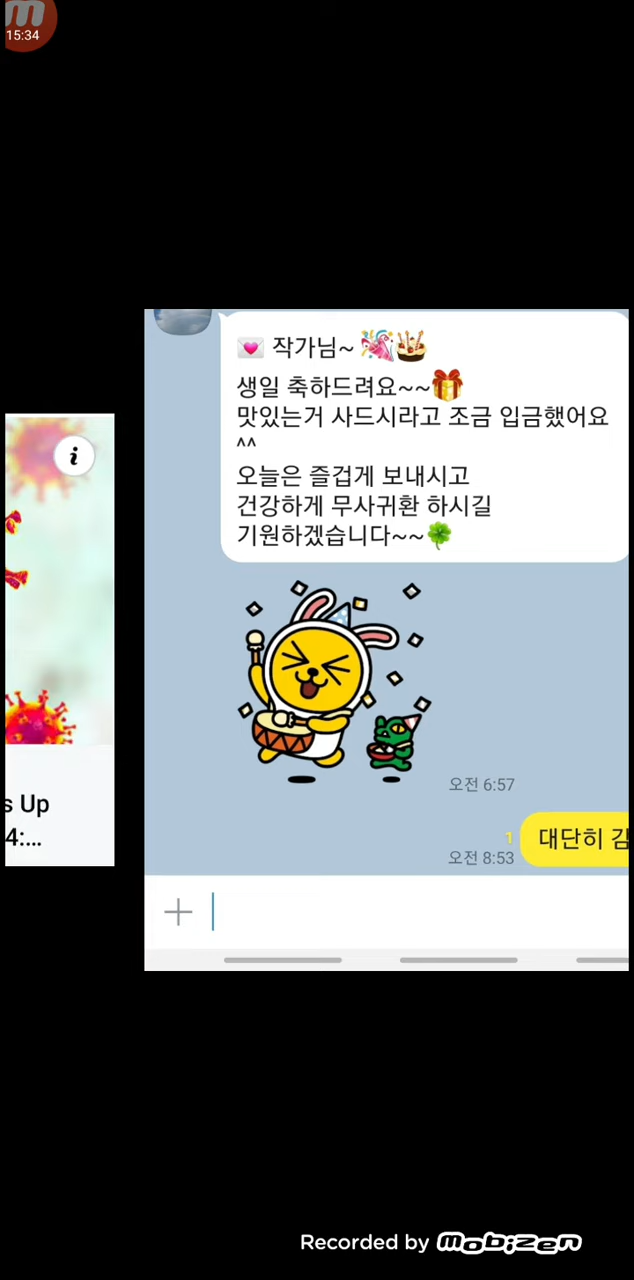 15:34
💌 작가님~ 🎉🎂
생일 축하드려요~~🎁
맛있는거 사드시라고 조금 입금했어요
^^
오늘은 즐겁게 보내시고
건강하게 무사귀환 하시길
기원하겠습니다~~🍀
오전 6:57
s Up
4:...
1
대단히 감
오전 8:53
Recorded by mobizen